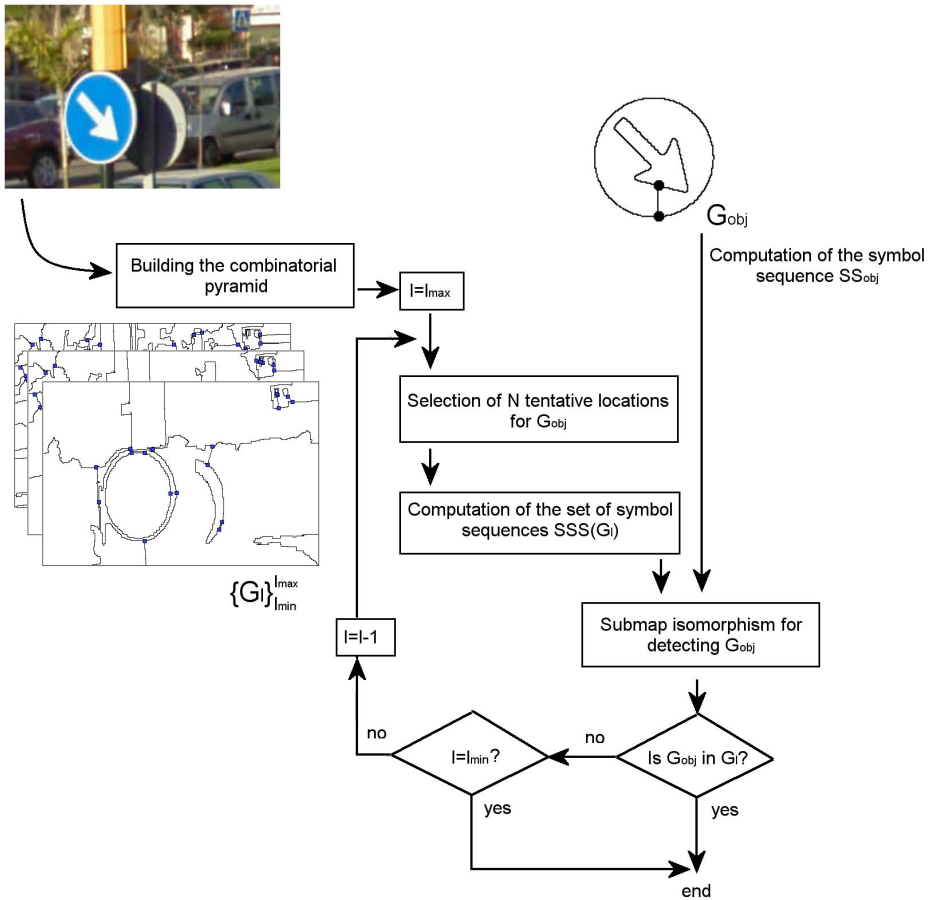 Gobj
Computation of the symbol
sequence SSobj
Building the combinatorial
pyramid
l=lmax
Selection of N tentative locations
for Gobj
Computation of the set of symbol
sequences SSS(Gl)
{Gl}lmax
lmin
l=l-1
Submap isomorphism for
detecting Gobj
no
l=lmin?
no
Is Gobj in Gl?
yes
yes
end